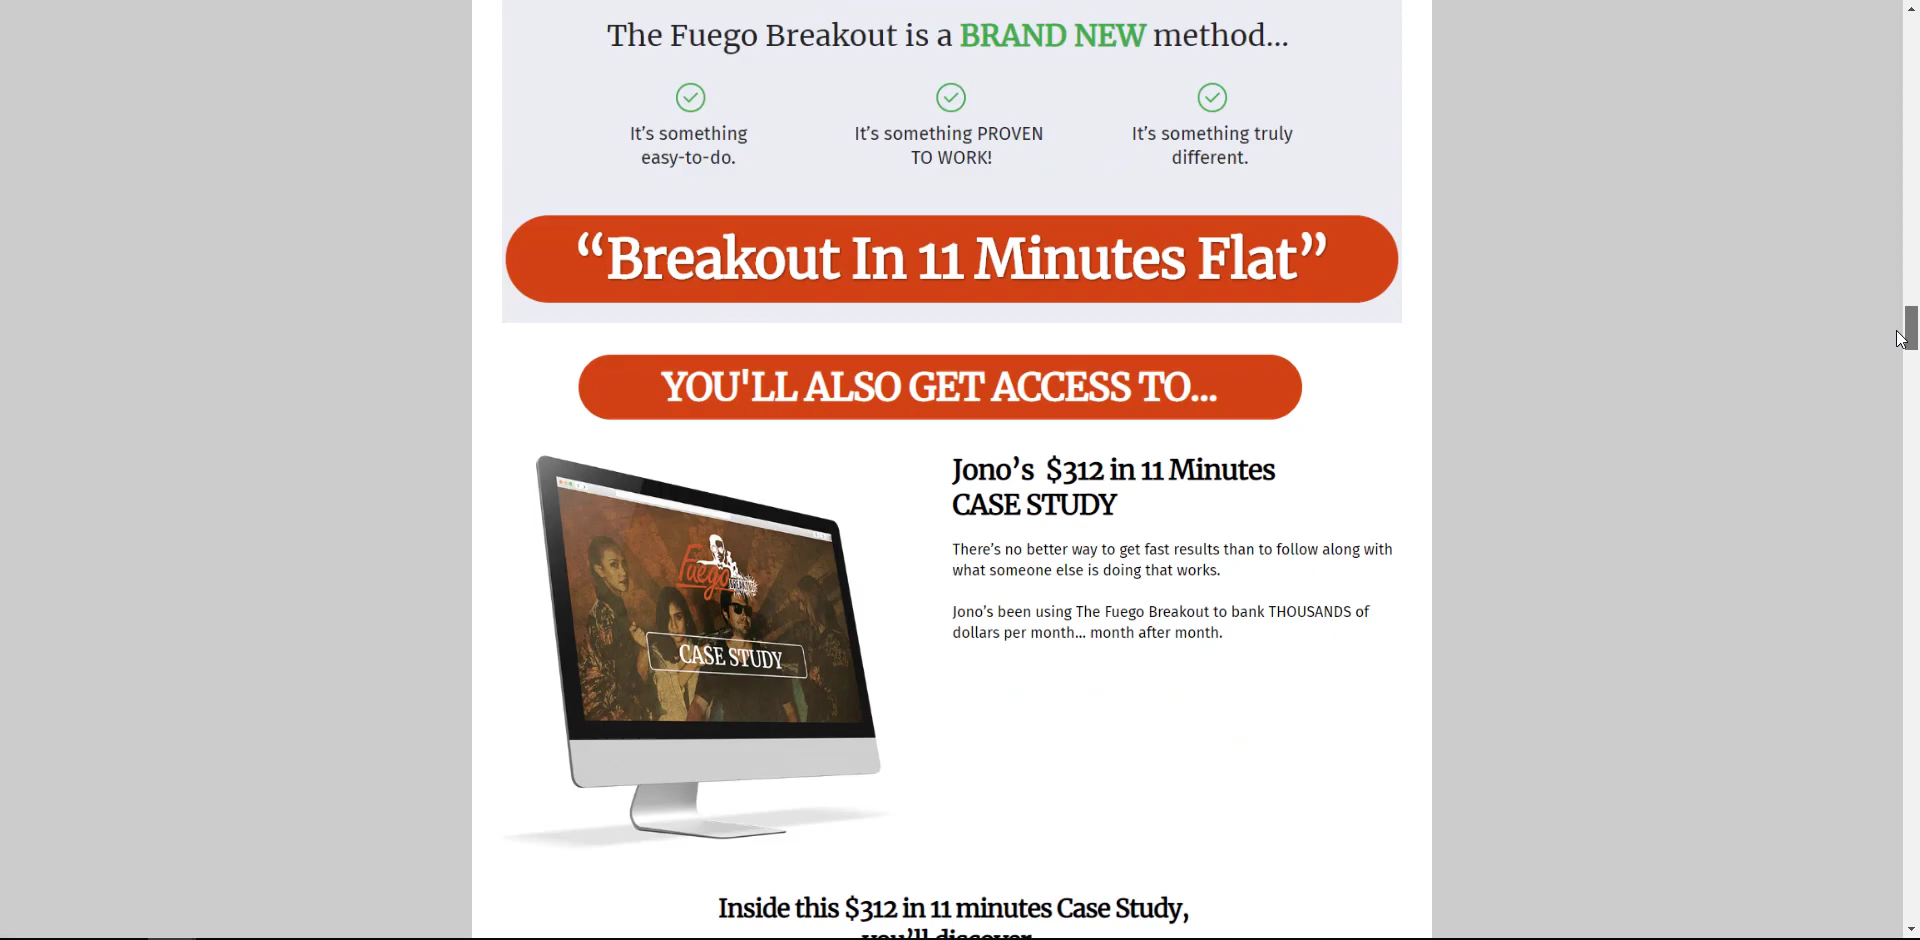 The Fuego Breakout is a BRAND NEW method...
It’s something
easy-to-do.
It’s something PROVEN
TO WORK!
It’s something truly
different.
“Breakout In 11 Minutes Flat”
YOU'LL ALSO GET ACCESS TO...
Fuego
CASE STUDY
Jono’s $312 in 11 Minutes
CASE STUDY
There’s no better way to get fast results than to follow along with
what someone else is doing that works.
Jono’s been using The Fuego Breakout to bank THOUSANDS of
dollars per month... month after month.
Inside this $312 in 11 minutes Case Study,
you’ll discover